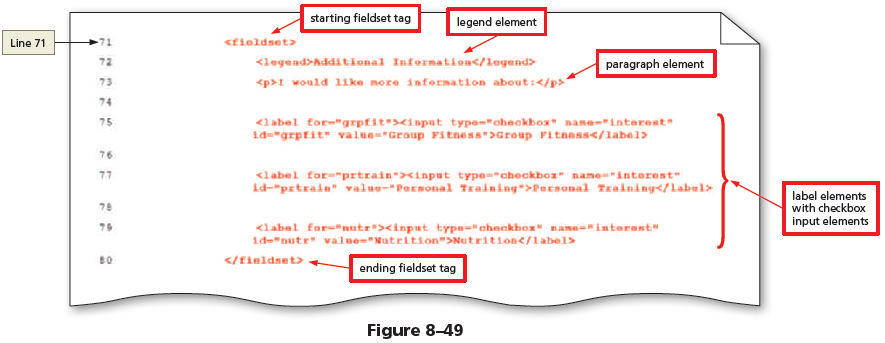 starting fieldset tag
legend element
Line 71
71 <fieldset>
72 <legend>Additional Information</legend>
paragraph element
73 <p>I would like more information about:</p>
74
75 <label for="grpfit"><input type="checkbox" name="interest"
id="grpfit" value="Group Fitness">Group Fitness</label>
76
77 <label for="prtrain"><input type="checkbox" name="interest"
id="prtrain" value="Personal Training">Personal Training</label>
label elements
with checkbox
input elements
78
79 <label for="nutr"><input type="checkbox" name="interest"
id="nutr" value="Nutrition">Nutrition</label>
80 </fieldset>
ending fieldset tag
Figure 8–49